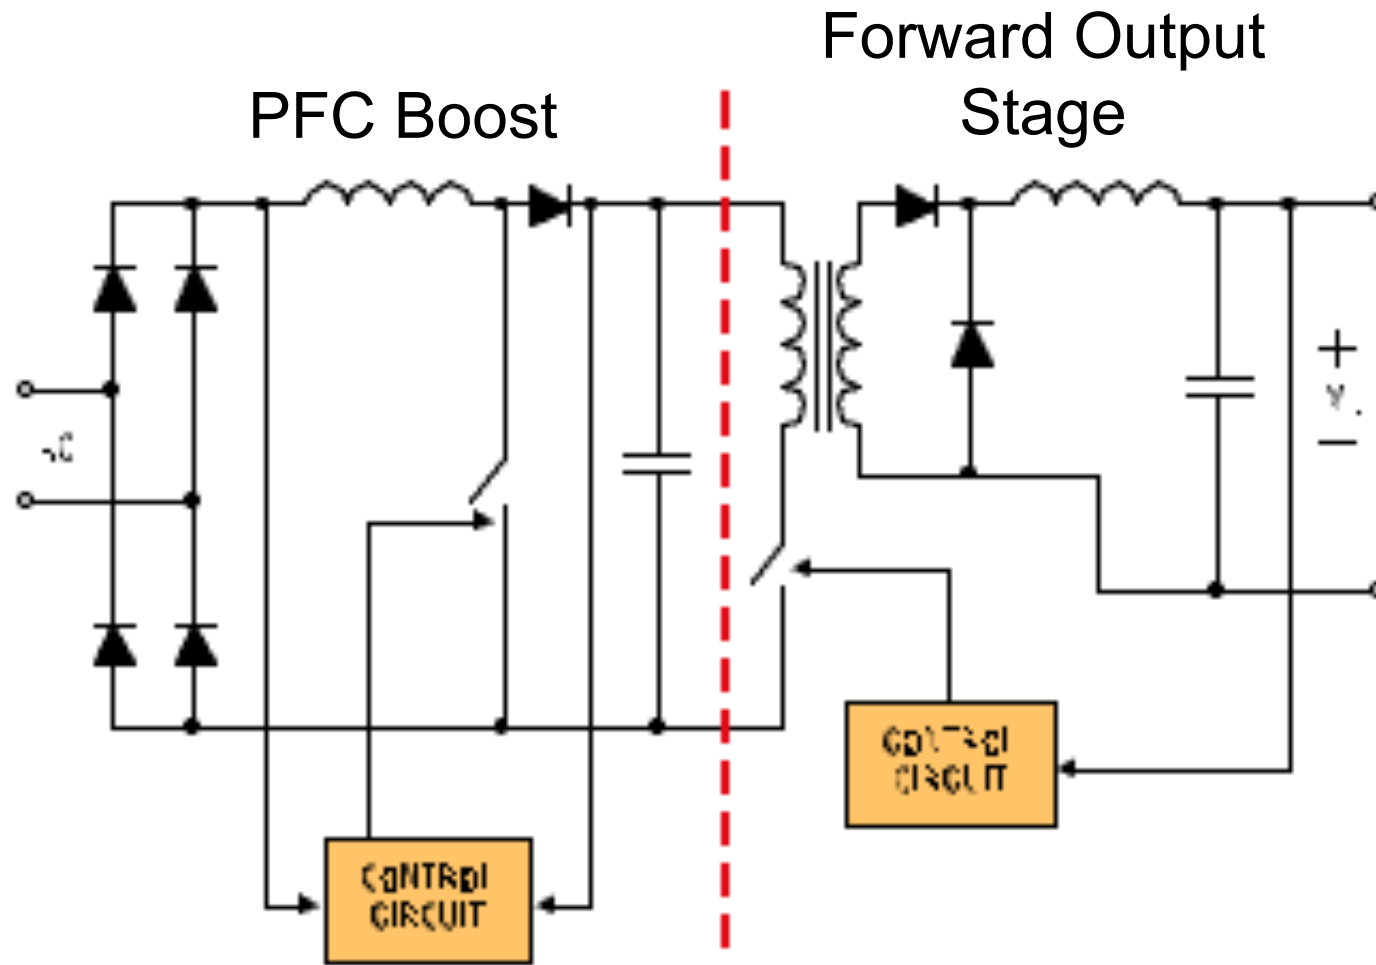 Forward Output
Stage
PFC Boost
+
−
CONTROL
CIRCUIT
CONTROL
CIRCUIT